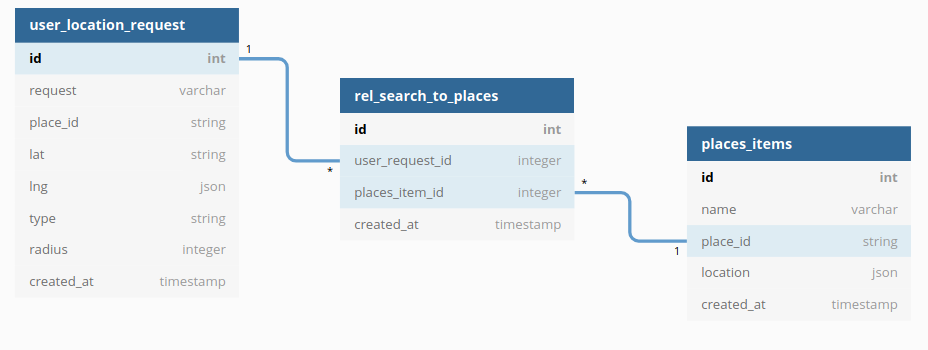 user_location_request
id int
request varchar
place_id string
lat string
lng json
type string
radius integer
created_at timestamp
1
*
rel_search_to_places
id int
user_request_id integer
places_item_id integer
created_at timestamp
*
1
places_items
id int
name varchar
place_id string
location json
created_at timestamp